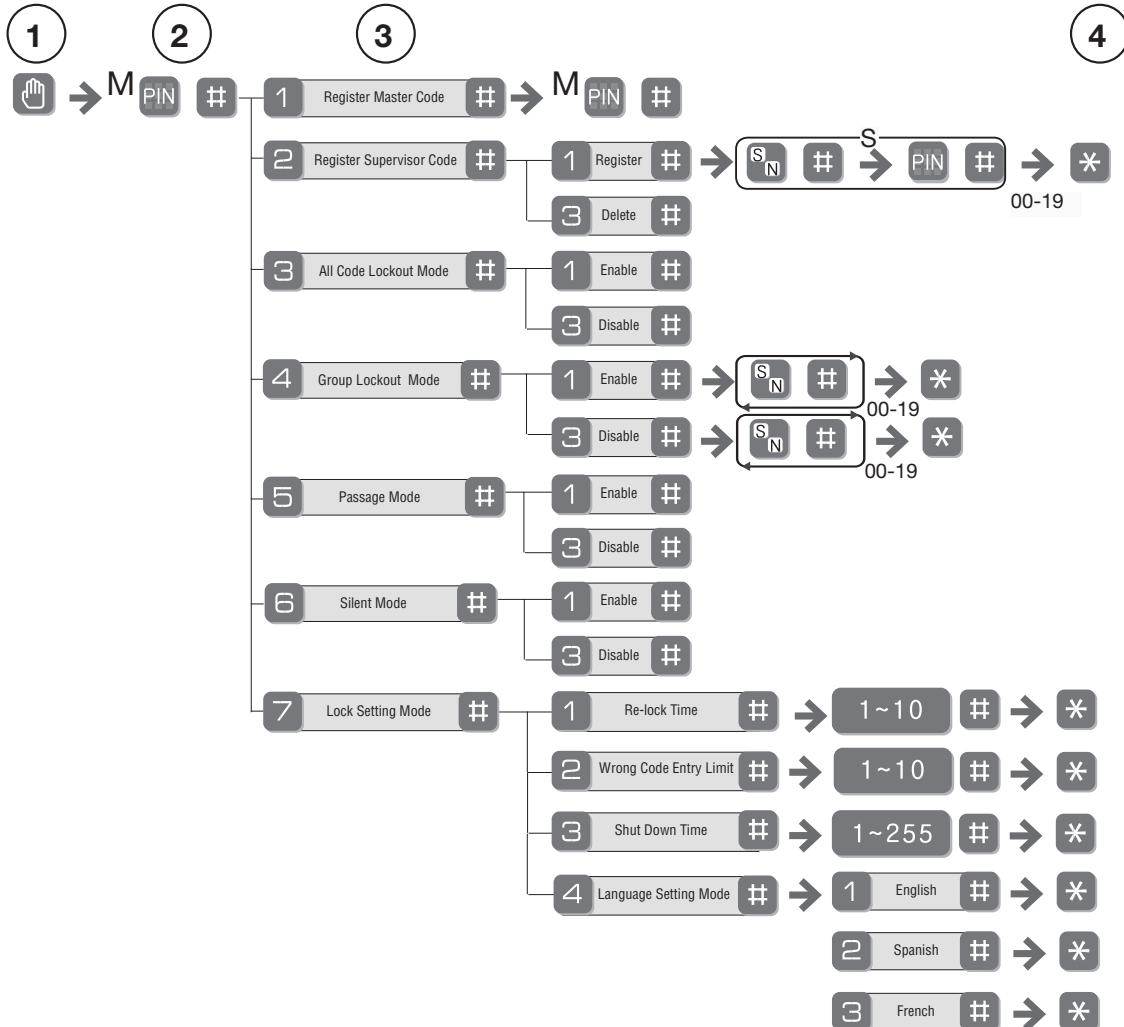 1 2 3 4
M PIN # 1 Register Master Code # M PIN #
2 Register Supervisor Code # 1 Register # S N # S PIN # *
00-19
3 Delete #
3 All Code Lockout Mode # 1 Enable #
3 Disable #
4 Group Lockout Mode # 1 Enable # S N # *
00-19
3 Disable # S N # *
00-19
5 Passage Mode # 1 Enable #
3 Disable #
6 Silent Mode # 1 Enable #
3 Disable #
7 Lock Setting Mode # 1 Re-lock Time # 1~10 # *
2 Wrong Code Entry Limit # 1~10 # *
3 Shut Down Time # 1~255 # *
4 Language Setting Mode # 1 English # *
2 Spanish # *
3 French # *